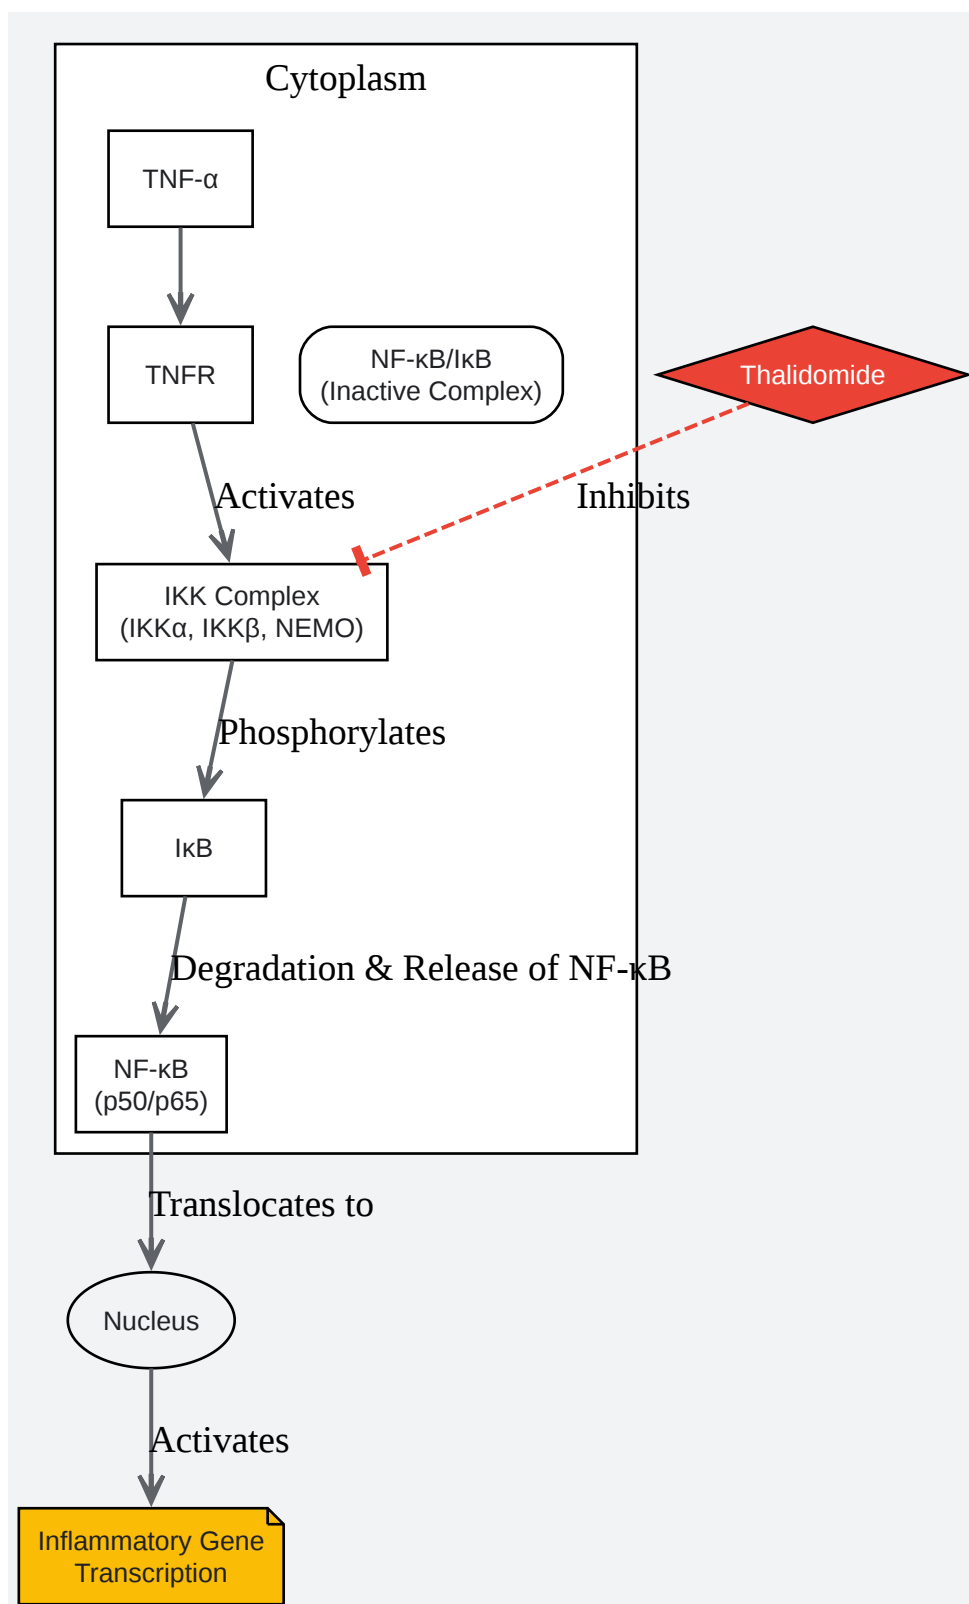 Cytoplasm
TNF-α
TNFR
NF-κB/IκB
(Inactive Complex)
Thalidomide
Activates
Inhibits
IKK Complex
(IKKα, IKKβ, NEMO)
Phosphorylates
IκB
Degradation & Release of NF-κB
NF-κB
(p50/p65)
Translocates to
Nucleus
Activates
Inflammatory Gene
Transcription